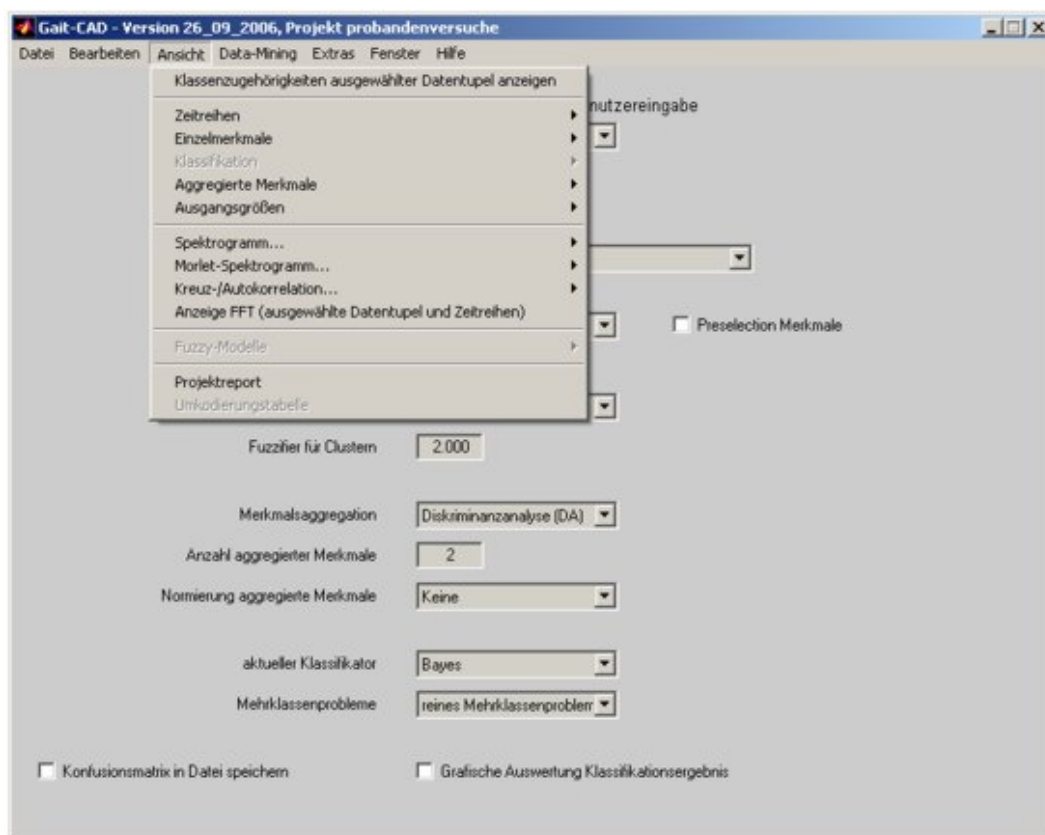 Gait-CAD - Version 26_09_2006, Projekt probandenversuche
Datei Bearbeiten Ansicht Data-Mining Extras Fenster Hilfe
Klassenzugehörigkeiten ausgewählter Datentupel anzeigen
nutzereingabe
Zeitreihen
Einzelmerkmale
Klassifikation
Aggregierte Merkmale
Ausgangsgrößen
Spektrogramm...
Morlet-Spektrogramm...
Kreuz-/Autokorrelation...
Anzeige FFT (ausgewählte Datentupel und Zeitreihen)
Preselection Merkmale
Fuzzy-Modelle
Projektreport
Umkodierungstabelle
Fuzzifier für Clustern 2.000
Merkmalsaggregation Diskriminanzanalyse (DA)
Anzahl aggregierter Merkmale 2
Normierung aggregierte Merkmale Keine
aktueller Klassifikator Bayes
Mehrklassenprobleme reines Mehrklassenproblem
Konfusionsmatrix in Datei speichern Grafische Auswertung Klassifikationsergebnis